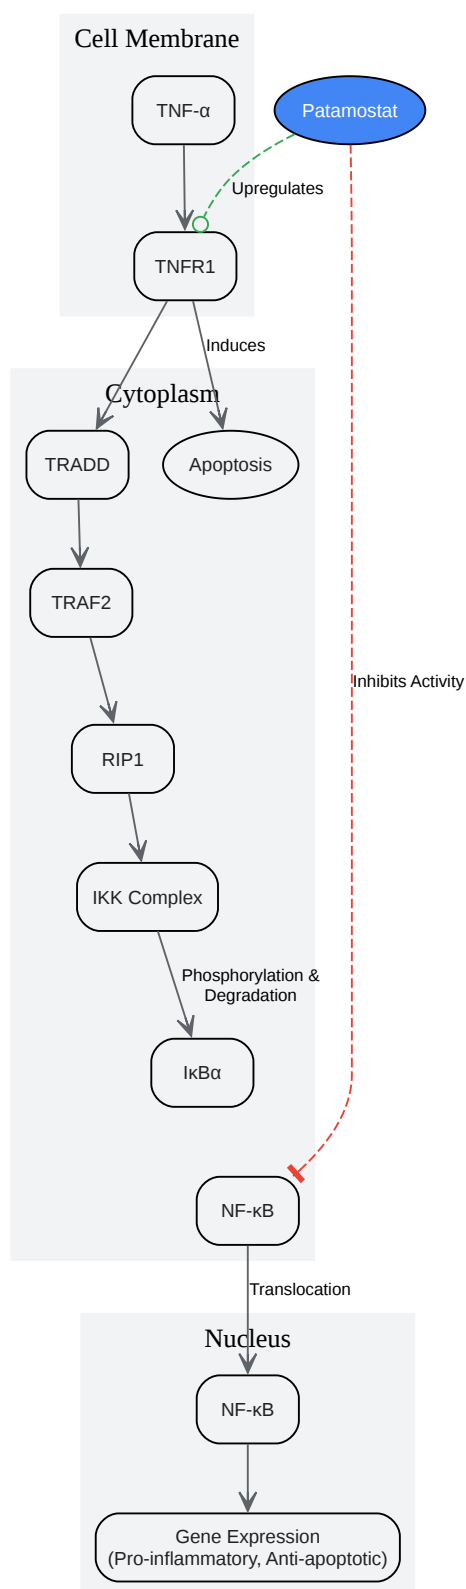 Cell Membrane
TNF-α
Patamostat
Upregulates
TNFR1
Induces
Cytoplasm
TRADD
Apoptosis
TRAF2
Inhibits Activity
RIP1
IKK Complex
Phosphorylation &
Degradation
IκBα
NF-κB
Translocation
Nucleus
NF-κB
Gene Expression
(Pro-inflammatory, Anti-apoptotic)